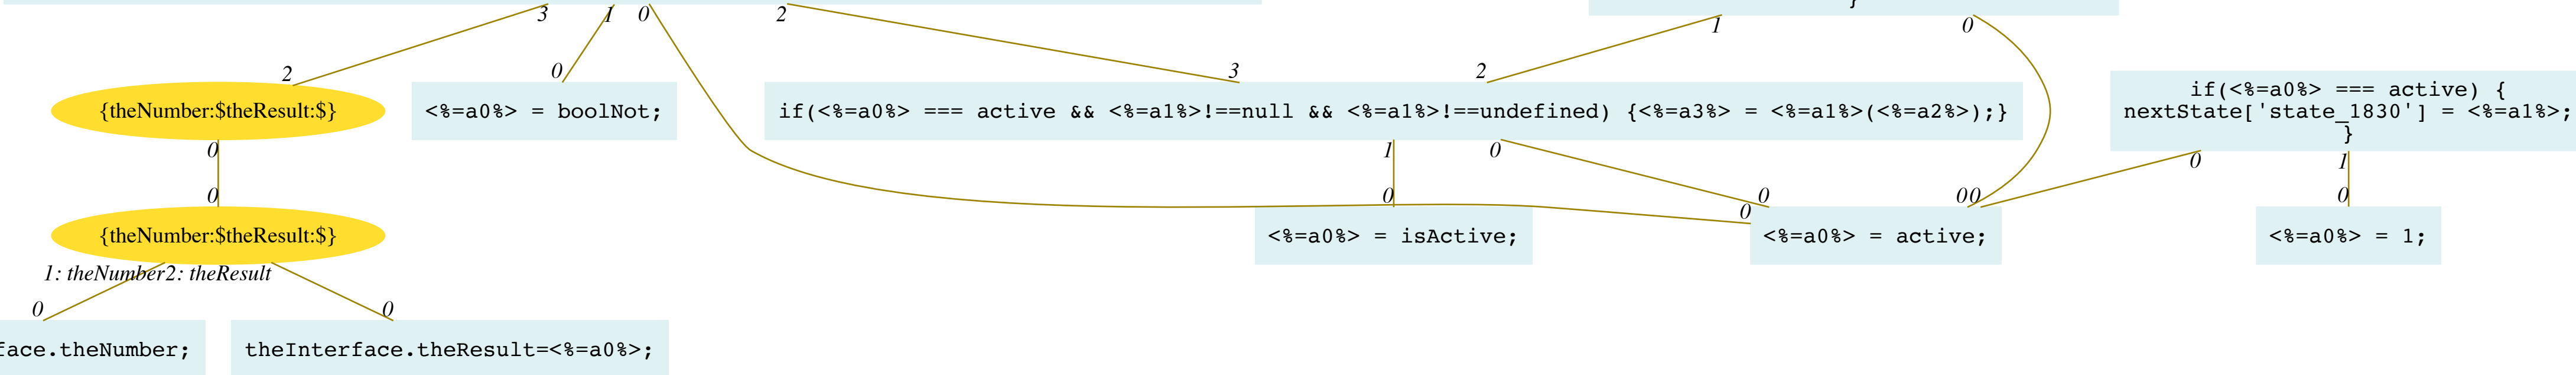 }
3
1
0
2
1
0
2
0
3
2
{theNumber:$theResult:$}
<%=a0%> = boolNot;
if(<%=a0%> === active && <%=a1%>!==null && <%=a1%>!==undefined) {<%=a3%> = <%=a1%>(<%=a2%>);}
if(<%=a0%> === active) {
nextState['state_1830'] = <%=a1%>;
}
0
1
0
0
1
0
0
0
00
0
0
{theNumber:$theResult:$}
<%=a0%> = isActive;
<%=a0%> = active;
<%=a0%> = 1;
1: theNumber2: theResult
0
0
face.theNumber;
theInterface.theResult=<%=a0%>;